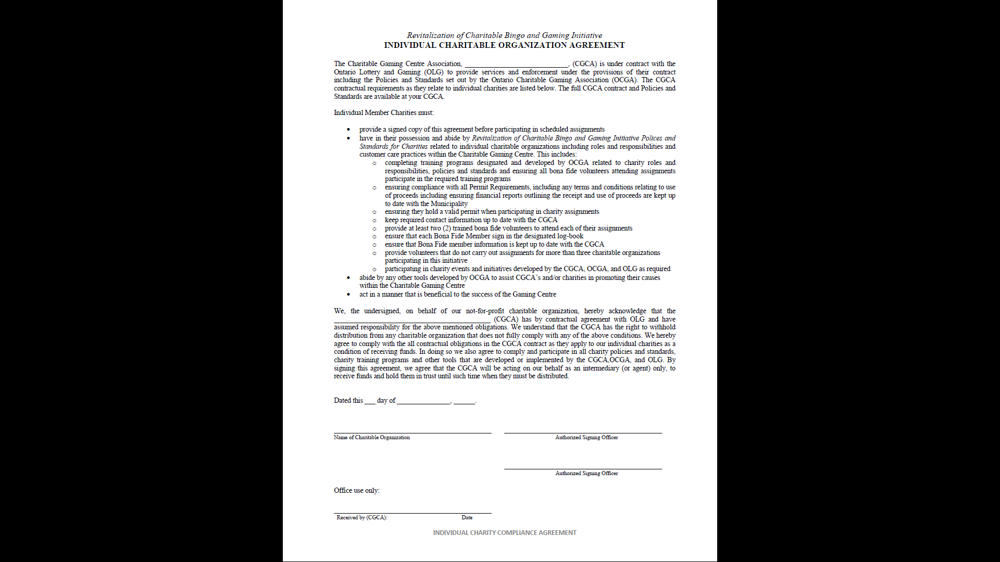 Revitalization of Charitable Bingo and Gaming Initiative
INDIVIDUAL CHARITABLE ORGANIZATION AGREEMENT
The Charitable Gaming Centre Association, _____________________________, (CGCA) is under contract with the
Ontario Lottery and Gaming (OLG) to provide services and enforcement under the provisions of their contract
including the Policies and Standards set out by the Ontario Charitable Gaming Association (OCGA). The CGCA
contractual requirements as they relate to individual charities are listed below. The full CGCA contract and Policies and
Standards are available at your CGCA.
Individual Member Charities must:
• provide a signed copy of this agreement before participating in scheduled assignments
• have in their possession and abide by Revitalization of Charitable Bingo and Gaming Initiative Polices and
Standards for Charities related to individual charitable organizations including roles and responsibilities and
customer care practices within the Charitable Gaming Centre. This includes:
o completing training programs designated and developed by OCGA related to charity roles and
responsibilities, policies and standards and ensuring all bona fide volunteers attending assignments
participate in the required training programs
o ensuring compliance with all Permit Requirements, including any terms and conditions relating to use
of proceeds including ensuring financial reports outlining the receipt and use of proceeds are kept up
to date with the Municipality
o ensuring they hold a valid permit when participating in charity assignments
o keep required contact information up to date with the CGCA
o provide at least two (2) trained bona fide volunteers to attend each of their assignments
o ensure that each Bona Fide Member sign in the designated log-book
o ensure that Bona Fide member information is kept up to date with the CGCA
o provide volunteers that do not carry out assignments for more than three charitable organizations
participating in this initiative
o participating in charity events and initiatives developed by the CGCA, OCGA, and OLG as required
• abide by any other tools developed by OCGA to assist CGCA's and/or charities in promoting their causes
within the Charitable Gaming Centre
• act in a manner that is beneficial to the success of the Gaming Centre
We, the undersigned, on behalf of our not-for-profit charitable organization, hereby acknowledge that the
____________________________________________ (CGCA) has by contractual agreement with OLG and have
assumed responsibility for the above mentioned obligations. We understand that the CGCA has the right to withhold
distribution from any charitable organization that does not fully comply with any of the above conditions. We hereby
agree to comply with the all contractual obligations in the CGCA contract as they apply to our individual charities as a
condition of receiving funds. In doing so we also agree to comply and participate in all charity policies and standards,
charity training programs and other tools that are developed or implemented by the CGCA,OCGA, and OLG. By
signing this agreement, we agree that the CGCA will be acting on our behalf as an intermediary (or agent) only, to
receive funds and hold them in trust until such time when they must be distributed.
Dated this ___ day of _______________, ______.
Name of Charitable Organization Authorized Signing Officer
Authorized Signing Officer
Office use only:
Received by (CGCA): Date
INDIVIDUAL CHARITY COMPLIANCE AGREEMENT